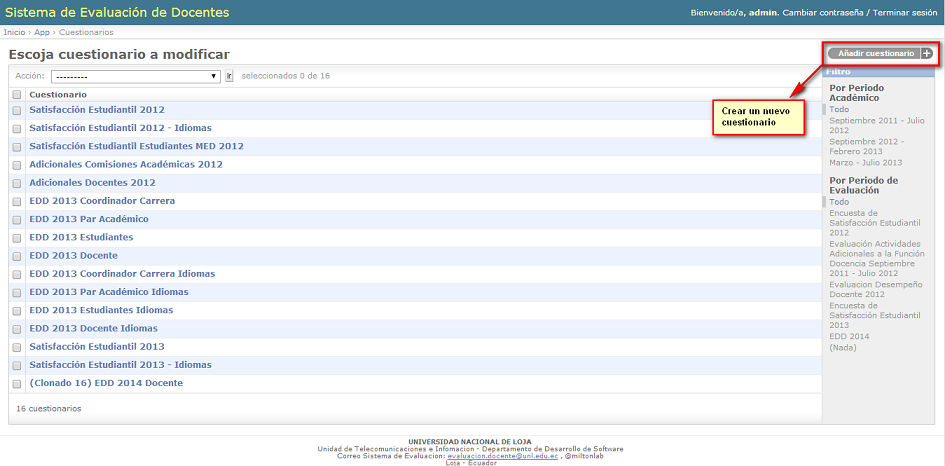 Sistema de Evaluación de Docentes
Bienvenido/a, admin. Cambiar contraseña / Terminar sesión
Inicio › App › Cuestionarios
Escoja cuestionario a modificar
Añadir cuestionario +
Acción: --------- Ir seleccionados 0 de 16
Cuestionario
Satisfacción Estudiantil 2012
Satisfacción Estudiantil 2012 - Idiomas
Satisfacción Estudiantil Estudiantes MED 2012
Adicionales Comisiones Académicas 2012
Adicionales Docentes 2012
EDD 2013 Coordinador Carrera
EDD 2013 Par Académico
EDD 2013 Estudiantes
EDD 2013 Docente
EDD 2013 Coordinador Carrera Idiomas
EDD 2013 Par Académico Idiomas
EDD 2013 Estudiantes Idiomas
EDD 2013 Docente Idiomas
Satisfacción Estudiantil 2013
Satisfacción Estudiantil 2013 - Idiomas
(Clonado 16) EDD 2014 Docente
16 cuestionarios
Crear un nuevo
cuestionario
Filtro
Por Periodo
Académico
Todo
Septiembre 2011 - Julio
2012
Septiembre 2012 -
Febrero 2013
Marzo - Julio 2013
Por Periodo de
Evaluación
Todo
Encuesta de
Satisfacción Estudiantil
2012
Evaluación Actividades
Adicionales a la Función
Docencia Septiembre
2011 - Julio 2012
Evaluacion Desempeño
Docente 2012
Encuesta de
Satisfacción Estudiantil
2013
EDD 2014
(Nada)
UNIVERSIDAD NACIONAL DE LOJA
Unidad de Telecomunicaciones e Infomacion - Departamento de Desarrollo de Software
Correo Sistema de Evaluacion: evaluacion.docente@unl.edu.ec , @miltonlab
Loja - Ecuador